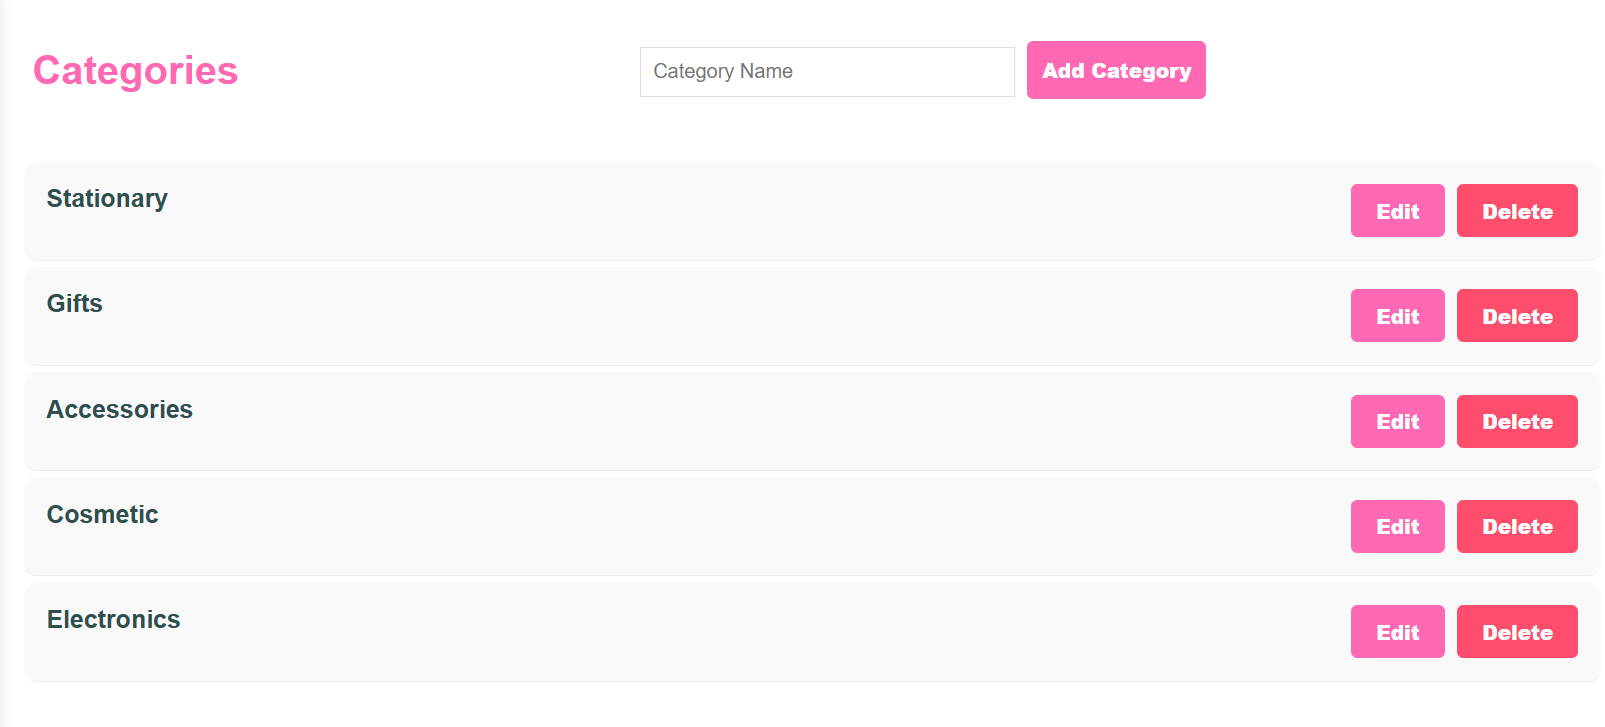 Categories
Category Name
Add Category
Stationary
Edit
Delete
Gifts
Edit
Delete
Accessories
Edit
Delete
Cosmetic
Edit
Delete
Electronics
Edit
Delete